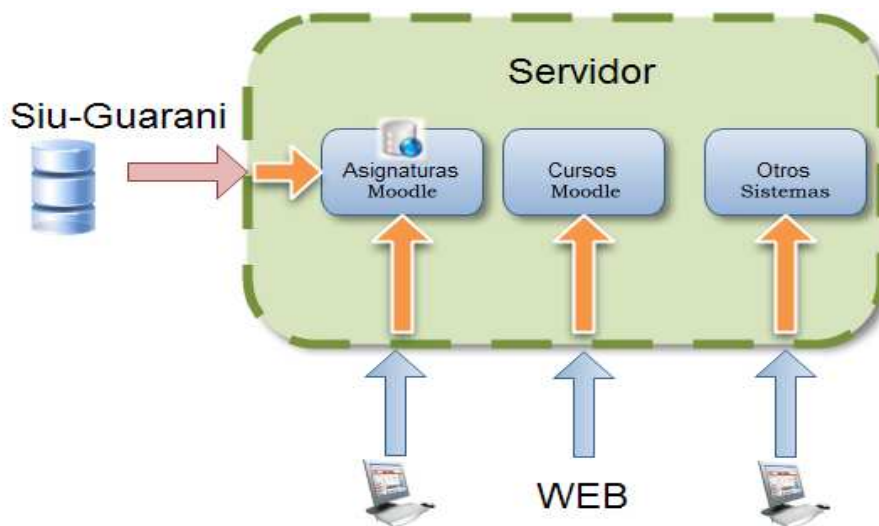 Servidor
Siu-Guarani
Asignaturas
Moodle
Cursos
Moodle
Otros
Sistemas
WEB